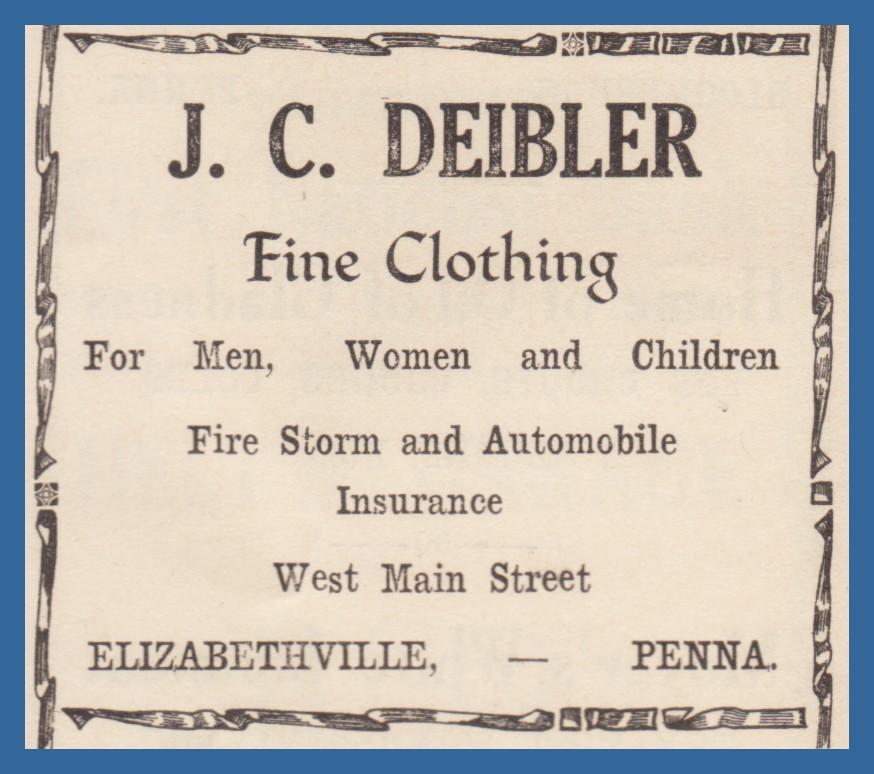 J. C. DEIBLER
Fine Clothing
For Men, Women and Children
Fire Storm and Automobile
Insurance
West Main Street
ELIZABETHVILLE, — PENNA.